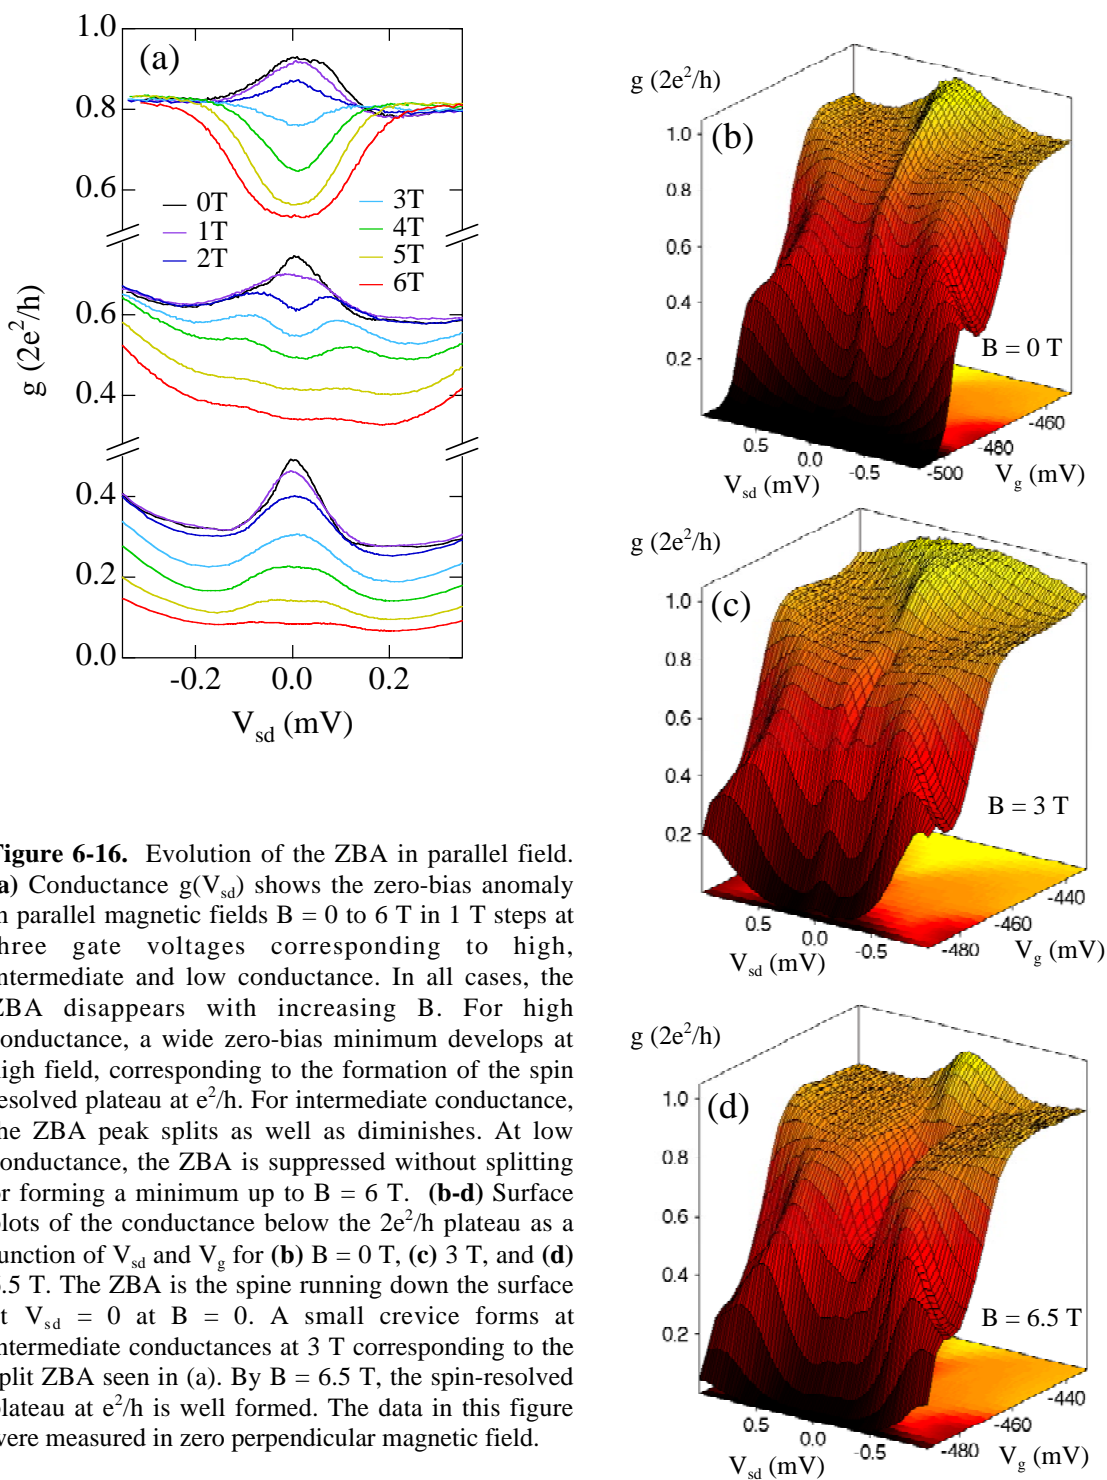 (a)
1.0
0.8
0.6
0T
1T
2T
3T
4T
5T
6T
0.6
0.4
g (2e²/h)
0.4
0.2
0.0
-0.2
0.0
0.2
V_sd (mV)
g (2e²/h)
(b)
1.0
0.8
0.6
0.4
0.2
B = 0 T
0.5
0.0
-0.5
V_sd (mV)
-500
-480
-460
V_g (mV)
g (2e²/h)
(c)
1.0
0.8
0.6
0.4
0.2
B = 3 T
0.5
0.0
-0.5
V_sd (mV)
-480
-460
-440
V_g (mV)
g (2e²/h)
(d)
1.0
0.8
0.6
0.4
0.2
B = 6.5 T
0.5
0.0
-0.5
V_sd (mV)
-480
-460
-440
V_g (mV)
igure 6-16. Evolution of the ZBA in parallel field.
a) Conductance g(V_sd) shows the zero-bias anomaly
n parallel magnetic fields B = 0 to 6 T in 1 T steps at
hree gate voltages corresponding to high,
ntermediate and low conductance. In all cases, the
ZBA disappears with increasing B. For high
onductance, a wide zero-bias minimum develops at
igh field, corresponding to the formation of the spin
esolved plateau at e²/h. For intermediate conductance,
he ZBA peak splits as well as diminishes. At low
onductance, the ZBA is suppressed without splitting
or forming a minimum up to B = 6 T. (b-d) Surface
plots of the conductance below the 2e²/h plateau as a
unction of V_sd and V_g for (b) B = 0 T, (c) 3 T, and (d)
6.5 T. The ZBA is the spine running down the surface
t V_sd = 0 at B = 0. A small crevice forms at
ntermediate conductances at 3 T corresponding to the
plit ZBA seen in (a). By B = 6.5 T, the spin-resolved
plateau at e²/h is well formed. The data in this figure
were measured in zero perpendicular magnetic field.